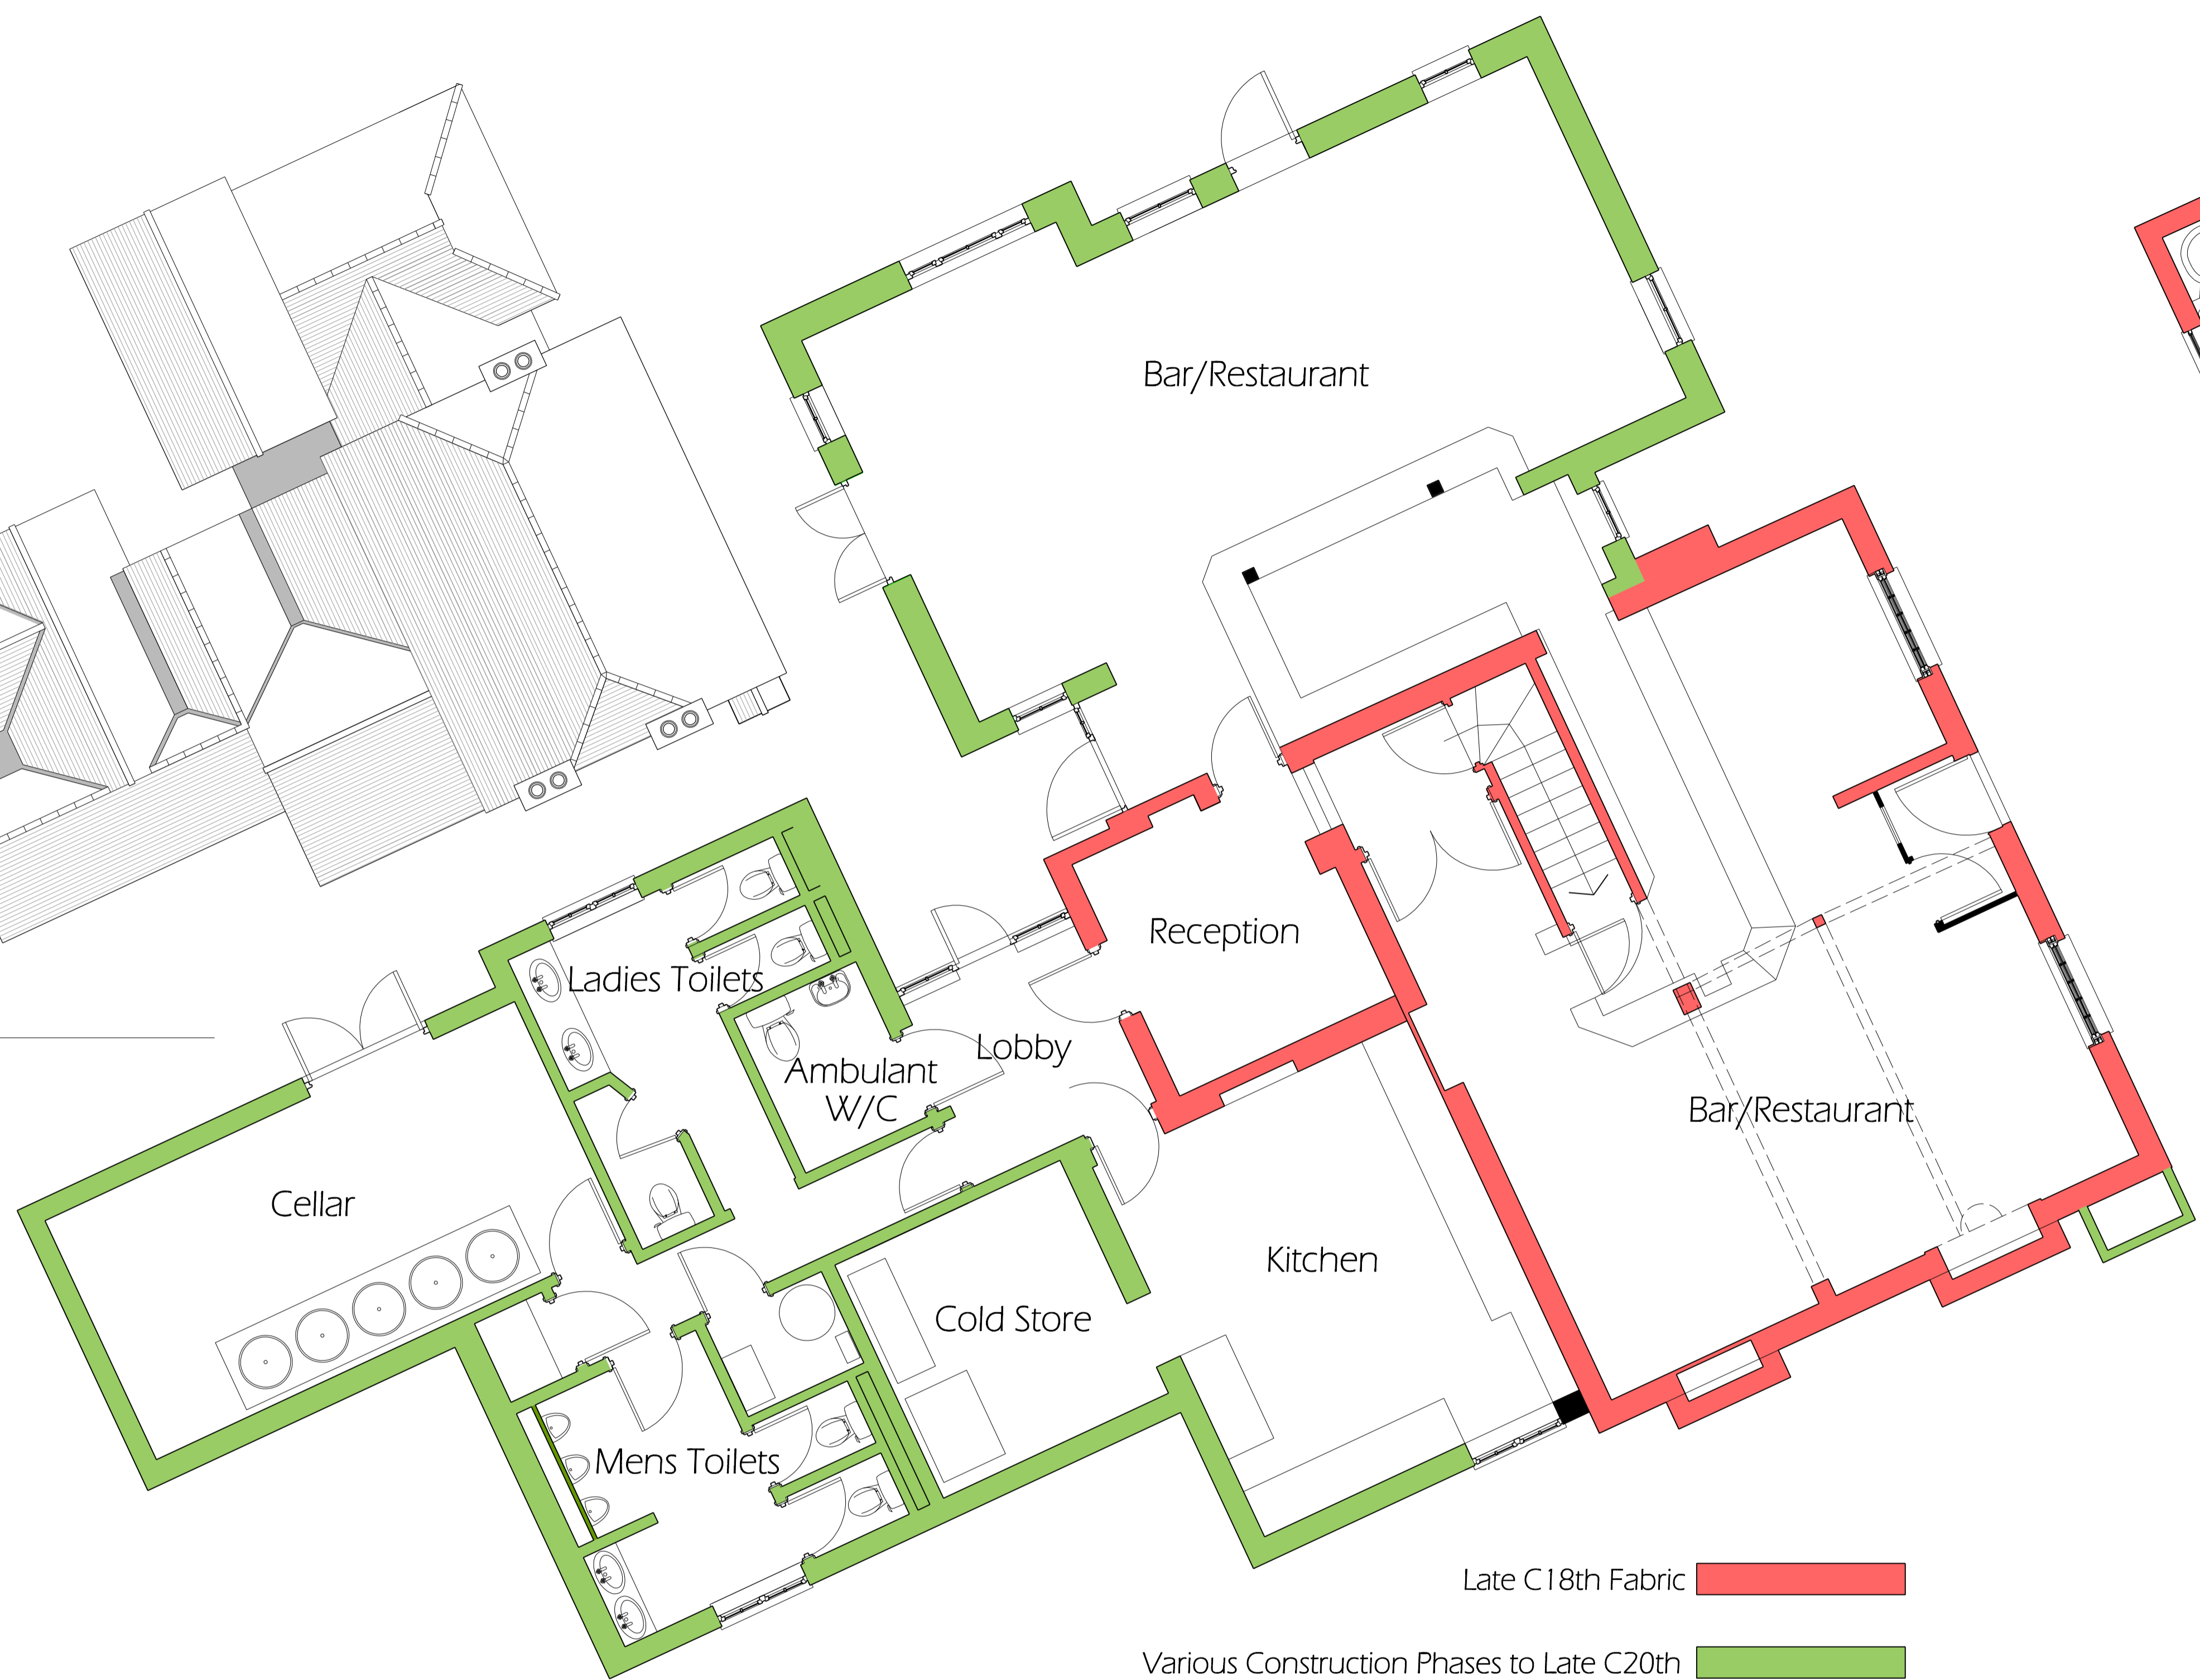 Bar/Restaurant
Reception
Ladies Toilets
Lobby
Ambulant
W/C
Bar/Restaurant
Cellar
Kitchen
Cold Store
Mens Toilets
Late C18th Fabric
Various Construction Phases to Late C20th